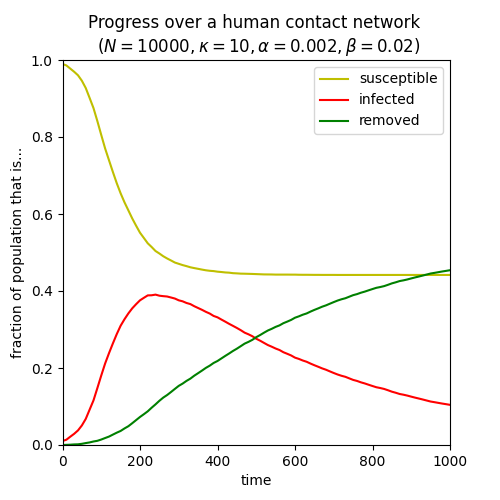 Progress over a human contact network
(N = 10000, κ = 10, α = 0.002, β = 0.02)
susceptible
infected
removed
fraction of population that is...
1.0
0.8
0.6
0.4
0.2
0.0
0 200 400 600 800 1000
time